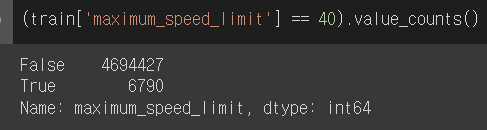 (train['maximum_speed_limit'] == 40).value_counts()
False    4694427
True        6790
Name: maximum_speed_limit, dtype: int64